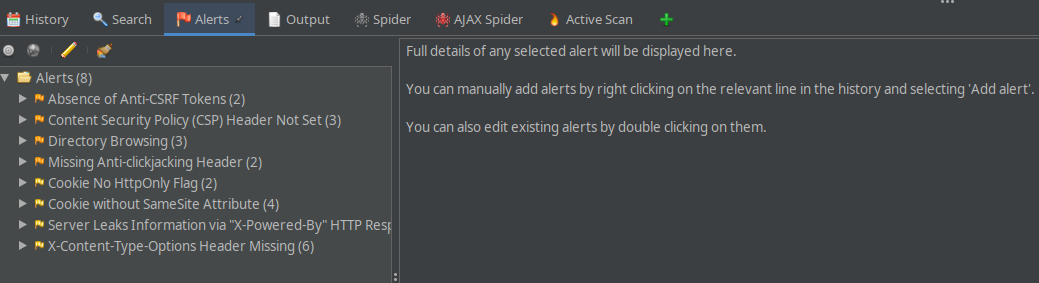 History Search Alerts Output Spider AJAX Spider Active Scan
Alerts (8)
Absence of Anti-CSRF Tokens (2)
Content Security Policy (CSP) Header Not Set (3)
Directory Browsing (3)
Missing Anti-clickjacking Header (2)
Cookie No HttpOnly Flag (2)
Cookie without SameSite Attribute (4)
Server Leaks Information via "X-Powered-By" HTTP Resp
X-Content-Type-Options Header Missing (6)
Full details of any selected alert will be displayed here.
You can manually add alerts by right clicking on the relevant line in the history and selecting 'Add alert'.
You can also edit existing alerts by double clicking on them.